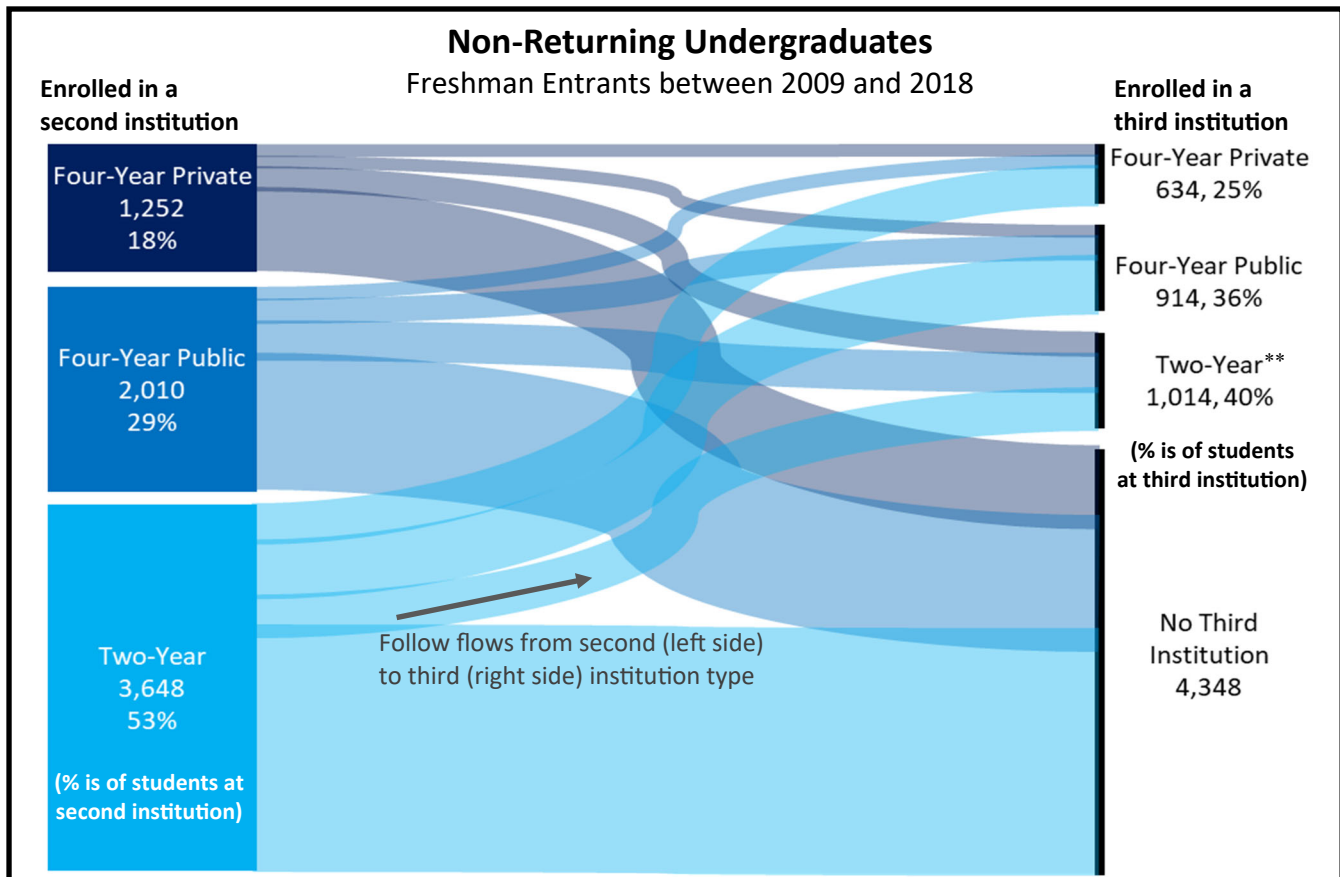 Non-Returning Undergraduates
Freshman Entrants between 2009 and 2018
Enrolled in a
second institution
Four-Year Private
1,252
18%
Four-Year Public
2,010
29%
Two-Year
3,648
53%
(% is of students at
second institution)
Follow flows from second (left side)
to third (right side) institution type
Enrolled in a
third institution
Four-Year Private
634, 25%
Four-Year Public
914, 36%
Two-Year**
1,014, 40%
(% is of students
at third institution)
No Third
Institution
4,348